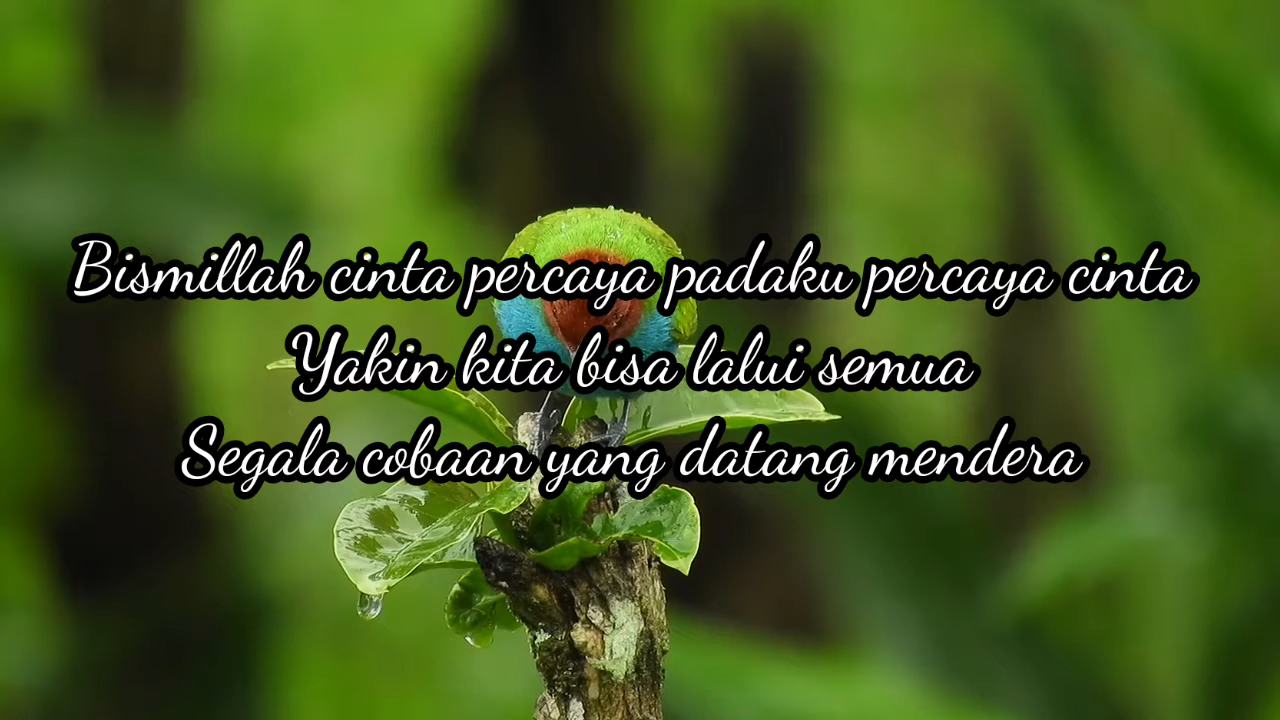 Bismillah cinta percaya padaku percaya cinta
Yakin kita bisa lalui semua
Segala cobaan yang datang mendera